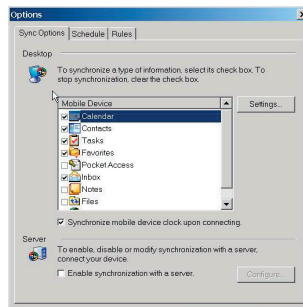 Options
Sync Options Schedule Rules
Desktop
To synchronize a type of information, select its check box. To
stop synchronization, clear the check box.
Mobile Device
Settings...
Calendar
Contacts
Tasks
Favorites
Pocket Access
Inbox
Notes
Files
Synchronize mobile device clock upon connecting.
Server
To enable, disable or modify synchronization with a server,
connect your device.
Enable synchronization with a server.
Configure...